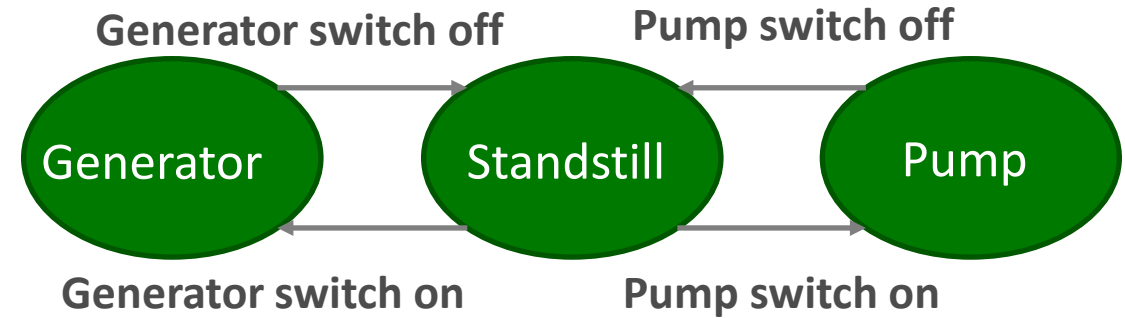 Generator switch off
Pump switch off
Generator
Standstill
Pump
Generator switch on
Pump switch on